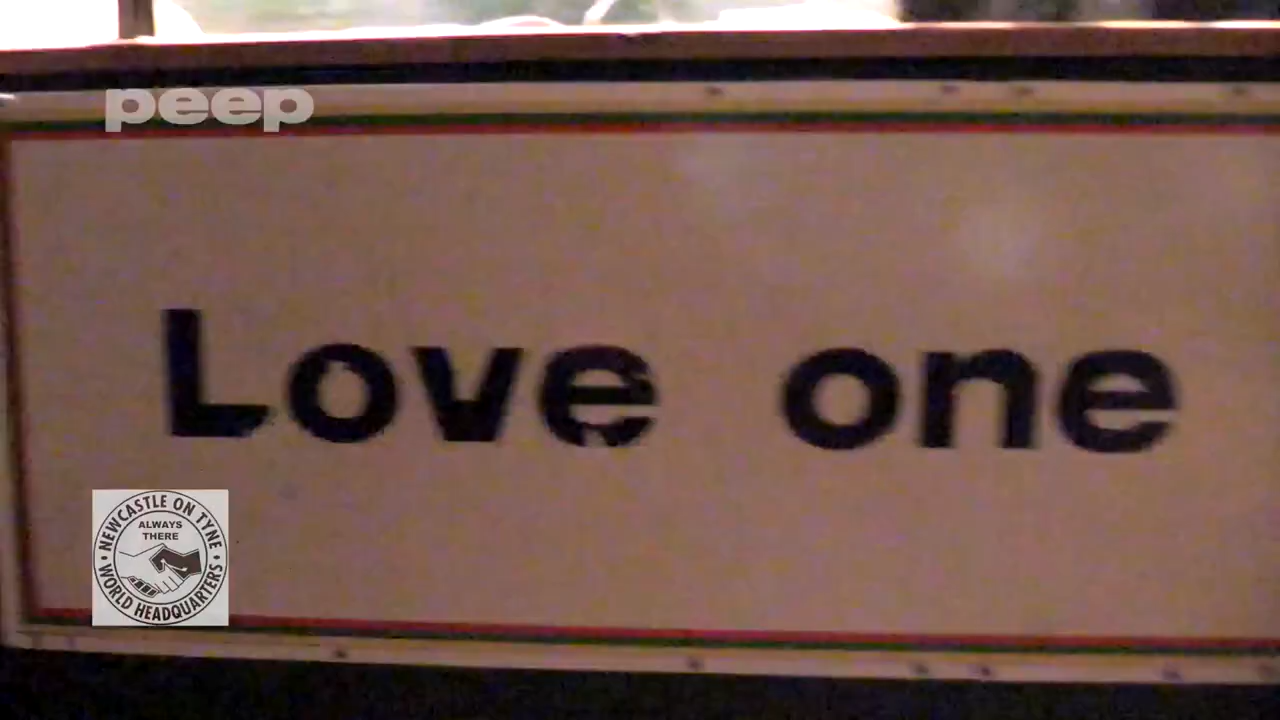 peep
Love one
NEWCASTLE ON TYNE
ALWAYS
THERE
WORLD HEADQUARTERS